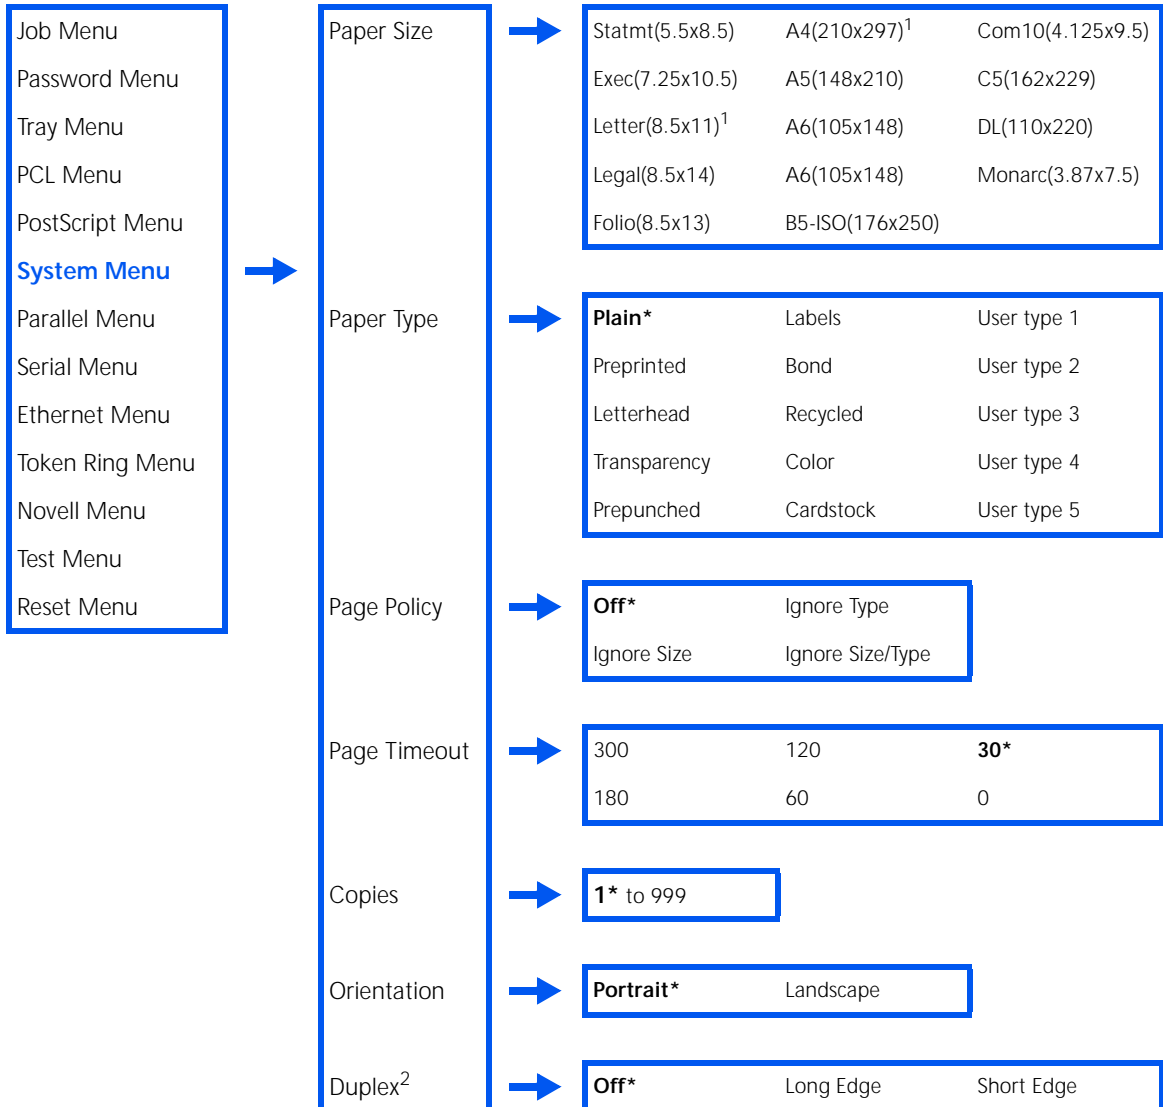 Job Menu
Password Menu
Tray Menu
PCL Menu
PostScript Menu
System Menu
Parallel Menu
Serial Menu
Ethernet Menu
Token Ring Menu
Novell Menu
Test Menu
Reset Menu
Paper Size
Statmt(5.5x8.5) A4(210x297)1 Com10(4.125x9.5)
Exec(7.25x10.5) A5(148x210) C5(162x229)
Letter(8.5x11)1 A6(105x148) DL(110x220)
Legal(8.5x14) A6(105x148) Monarc(3.87x7.5)
Folio(8.5x13) B5-ISO(176x250)
Paper Type
Plain* Labels User type 1
Preprinted Bond User type 2
Letterhead Recycled User type 3
Transparency Color User type 4
Prepunched Cardstock User type 5
Page Policy
Off* Ignore Type
Ignore Size Ignore Size/Type
Page Timeout
300 120 30*
180 60 0
Copies
1* to 999
Orientation
Portrait* Landscape
Duplex2
Off* Long Edge Short Edge